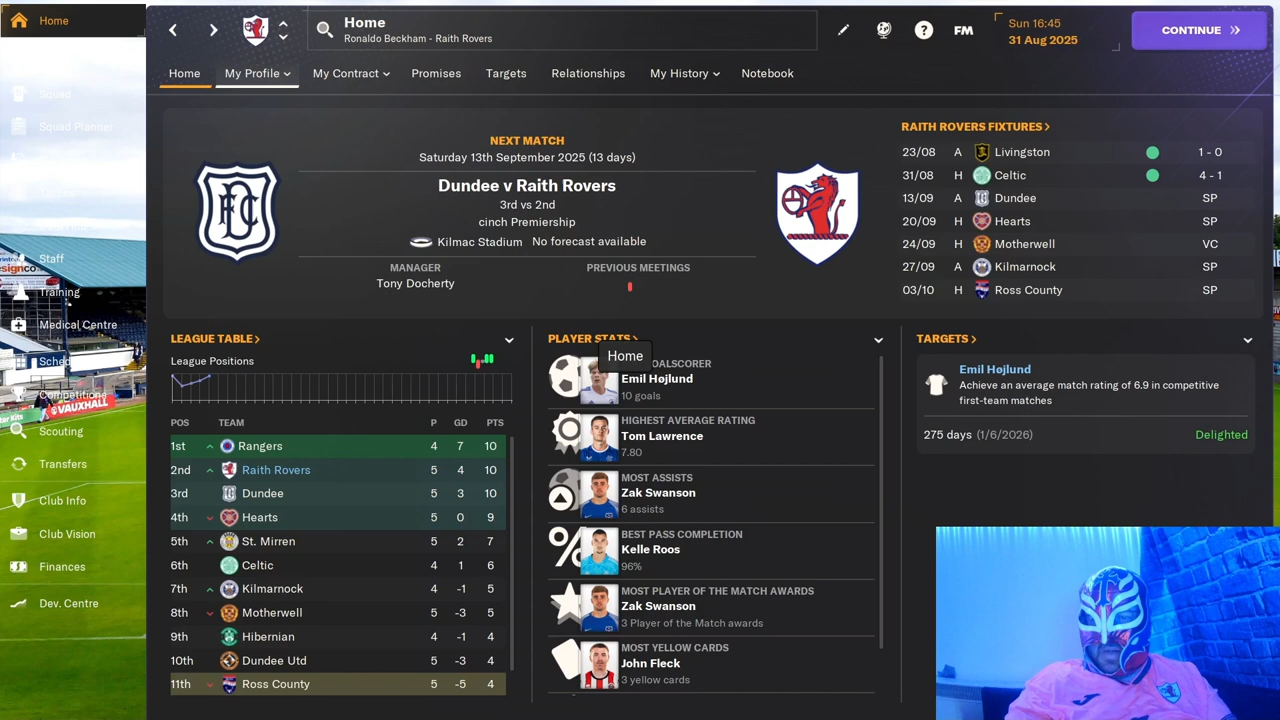 Home
Squad
Squad Planner
Staff
Training
Medical Centre
Sched
Competitions
Scouting
Transfers
Club Info
Club Vision
Finances
Dev. Centre
VAUXHALL
Home
Ronaldo Beckham - Raith Rovers
FM
Sun 16:45
31 Aug 2025
CONTINUE
Home
My Profile
My Contract
Promises
Targets
Relationships
My History
Notebook
NEXT MATCH
Saturday 13th September 2025 (13 days)
Dundee v Raith Rovers
3rd vs 2nd
cinch Premiership
Kilmac Stadium No forecast available
MANAGER
Tony Docherty
PREVIOUS MEETINGS
RAITH ROVERS FIXTURES >
23/08 A Livingston 1 - 0
31/08 H Celtic 4 - 1
13/09 A Dundee SP
20/09 H Hearts SP
24/09 H Motherwell VC
27/09 A Kilmarnock SP
03/10 H Ross County SP
LEAGUE TABLE >
League Positions
POS TEAM P GD PTS
1st Rangers 4 7 10
2nd Raith Rovers 5 4 10
3rd Dundee 5 3 10
4th Hearts 5 0 9
5th St. Mirren 5 2 7
6th Celtic 4 1 6
7th Kilmarnock 4 -1 5
8th Motherwell 5 -3 5
9th Hibernian 4 -1 4
10th Dundee Utd 5 -3 4
11th Ross County 5 -5 4
PLAYER STATS >
Home
OALSCORER
Emil Højlund
10 goals
HIGHEST AVERAGE RATING
Tom Lawrence
7.80
MOST ASSISTS
Zak Swanson
6 assists
BEST PASS COMPLETION
Kelle Roos
96%
MOST PLAYER OF THE MATCH AWARDS
Zak Swanson
3 Player of the Match awards
MOST YELLOW CARDS
John Fleck
3 yellow cards
TARGETS >
Emil Højlund
Achieve an average match rating of 6.9 in competitive
first-team matches
275 days (1/6/2026) Delighted